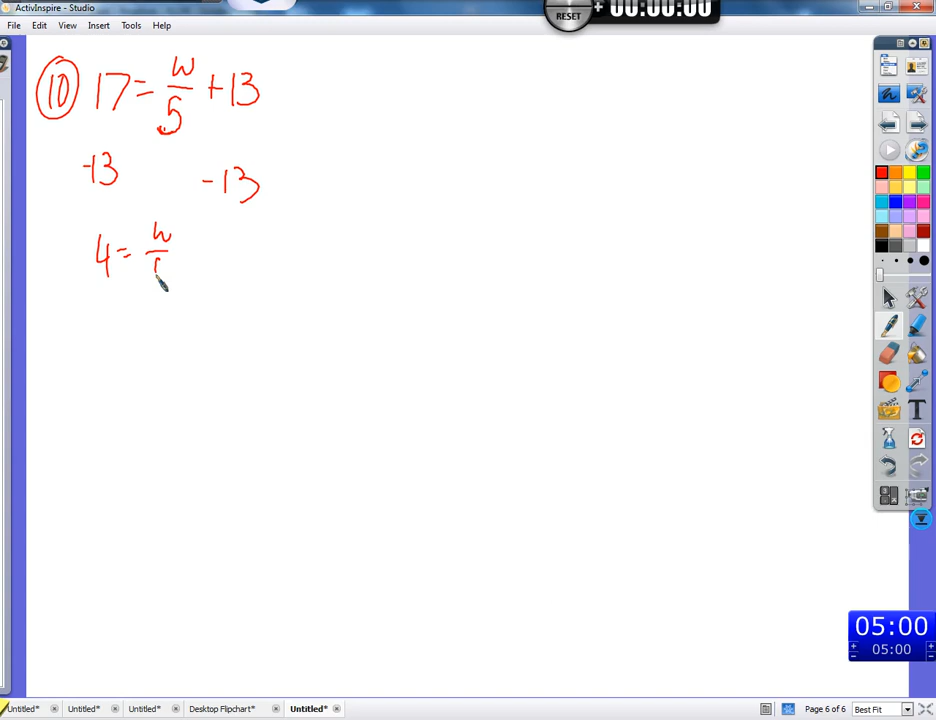 ActivInspire - Studio
RESET
00:00:00
File Edit View Insert Tools Help
10 17 = w/5 + 13
-13 -13
4 = w/
05:00
05:00
Untitled* Untitled* Untitled* Desktop Flipchart* Untitled*
Page 6 of 6 Best Fit